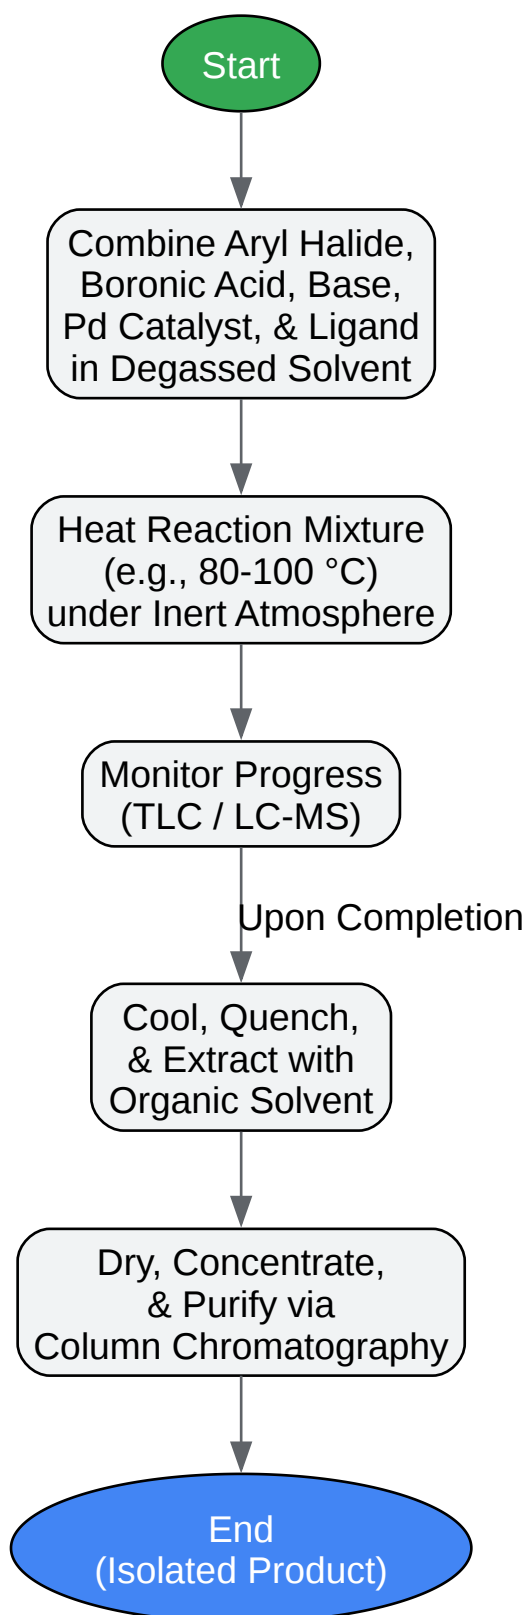 Start
Combine Aryl Halide,
Boronic Acid, Base,
Pd Catalyst, & Ligand
in Degassed Solvent
Heat Reaction Mixture
(e.g., 80-100 °C)
under Inert Atmosphere
Monitor Progress
(TLC / LC-MS)
Upon Completion
Cool, Quench,
& Extract with
Organic Solvent
Dry, Concentrate,
& Purify via
Column Chromatography
End
(Isolated Product)